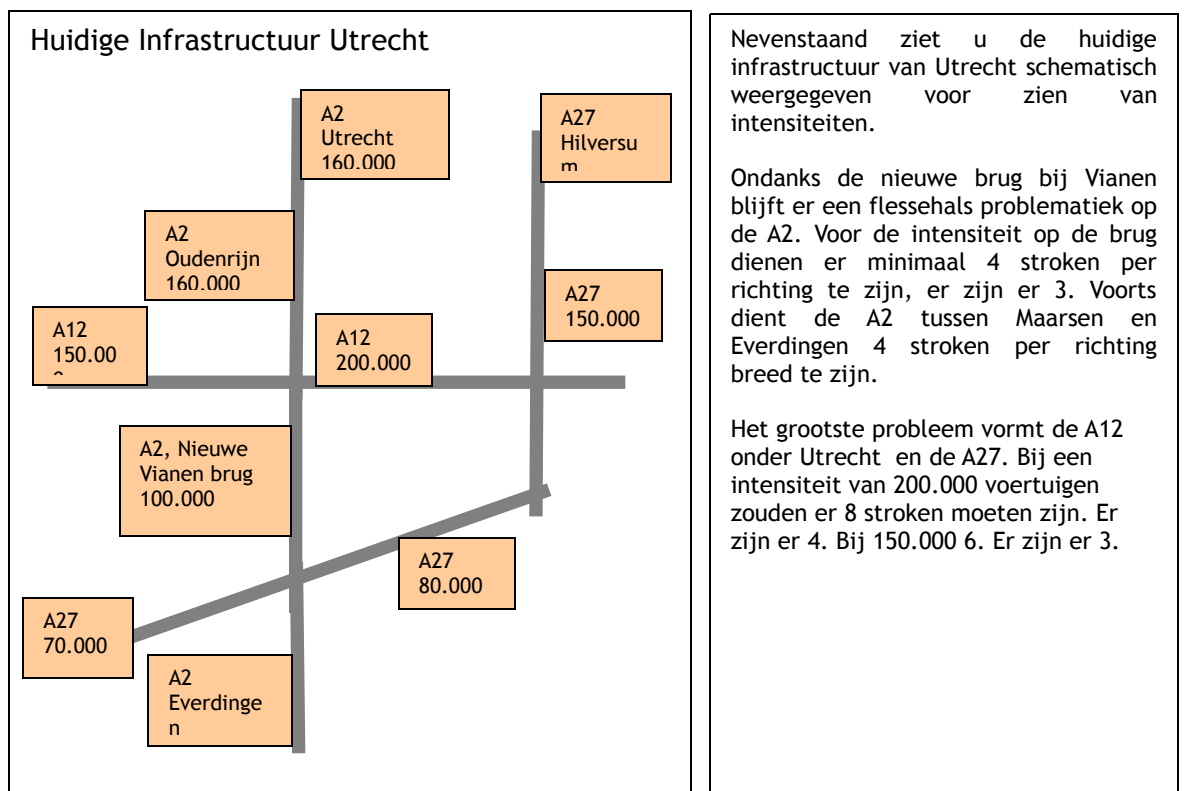 Huidige Infrastructuur Utrecht
A2
Utrecht
160.000
A27
Hilversu
m
A2
Oudenrijn
160.000
A27
150.000
A12
150.00
A12
200.000
A2, Nieuwe
Vianen brug
100.000
A27
80.000
A27
70.000
A2
Everdinge
n
Nevenstaand ziet u de huidige
infrastructuur van Utrecht schematisch
weergegeven voor zien van
intensiteiten.
Ondanks de nieuwe brug bij Vianen
blijft er een flessehals problematiek op
de A2. Voor de intensiteit op de brug
dienen er minimaal 4 stroken per
richting te zijn, er zijn er 3. Voorts
dient de A2 tussen Maarsen en
Everdingen 4 stroken per richting
breed te zijn.
Het grootste probleem vormt de A12
onder Utrecht en de A27. Bij een
intensiteit van 200.000 voertuigen
zouden er 8 stroken moeten zijn. Er
zijn er 4. Bij 150.000 6. Er zijn er 3.